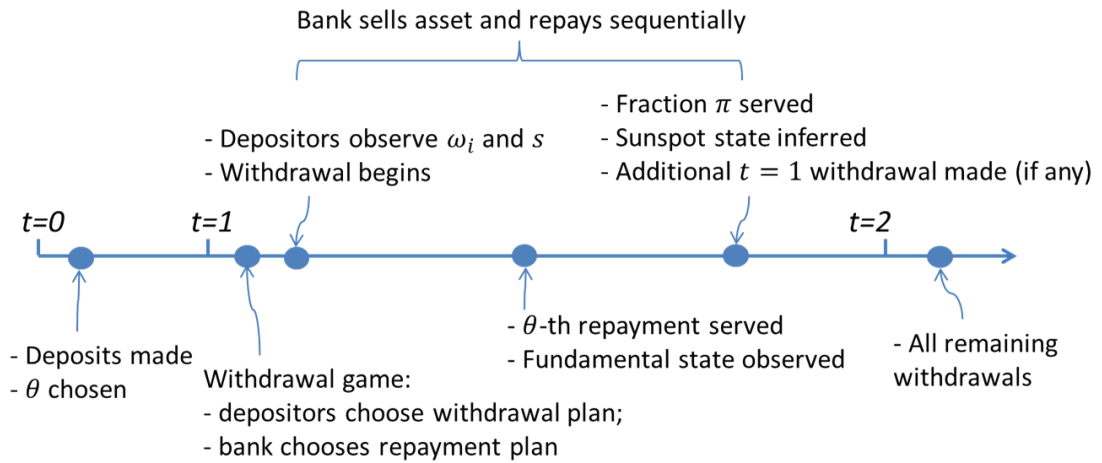 Bank sells asset and repays sequentially
- Depositors observe ω_i and s
- Withdrawal begins
- Fraction π served
- Sunspot state inferred
- Additional t = 1 withdrawal made (if any)
t=0
t=1
t=2
- Deposits made
- θ chosen
Withdrawal game:
- depositors choose withdrawal plan;
- bank chooses repayment plan
- θ-th repayment served
- Fundamental state observed
- All remaining
withdrawals